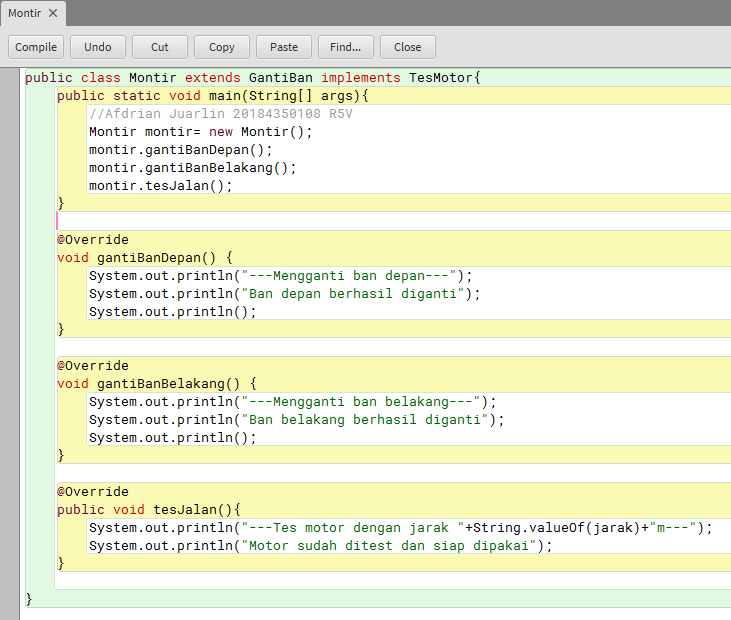 Montir ✕
Compile Undo Cut Copy Paste Find... Close
public class Montir extends GantiBan implements TesMotor{
    public static void main(String[] args){
        //Afdrian Juarlin 20184350108 R5V
        Montir montir= new Montir();
        montir.gantiBanDepan();
        montir.gantiBanBelakang();
        montir.tesJalan();
    }
    @Override
    void gantiBanDepan() {
        System.out.println("---Mengganti ban depan---");
        System.out.println("Ban depan berhasil diganti");
        System.out.println();
    }
    @Override
    void gantiBanBelakang() {
        System.out.println("---Mengganti ban belakang---");
        System.out.println("Ban belakang berhasil diganti");
        System.out.println();
    }
    @Override
    public void tesJalan(){
        System.out.println("---Tes motor dengan jarak "+String.valueOf(jarak)+"m---");
        System.out.println("Motor sudah ditest dan siap dipakai");
    }
}